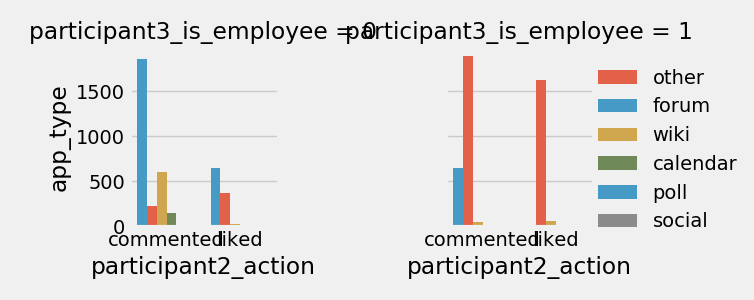 participant3_is_employee = 0
participant3_is_employee = 1
app_type
1500
1000
500
0
commented
liked
commented
liked
participant2_action
participant2_action
other
forum
wiki
calendar
poll
social